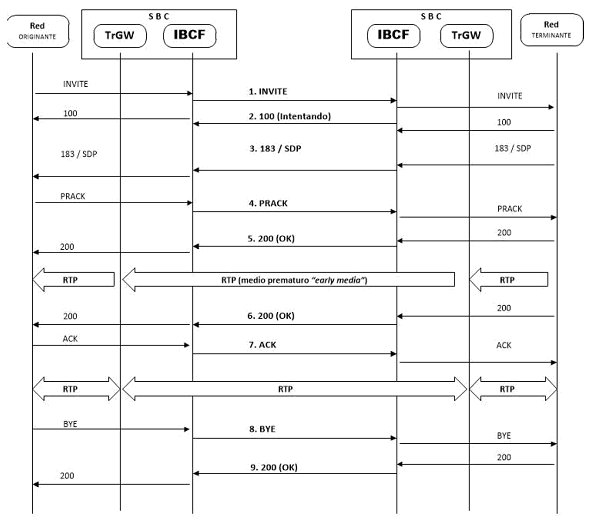 S B C
S B C
Red
ORIGINANTE
TrGW
IBCF
IBCF
TrGW
Red
TERMINANTE
INVITE
1. INVITE
INVITE
100
2. 100 (Intentando)
100
183 / SDP
3. 183 / SDP
183 / SDP
PRACK
4. PRACK
PRACK
200
5. 200 (OK)
200
RTP
RTP (medio prematuro “early media”)
RTP
200
6. 200 (OK)
200
ACK
7. ACK
ACK
RTP
RTP
RTP
BYE
8. BYE
BYE
200
9. 200 (OK)
200